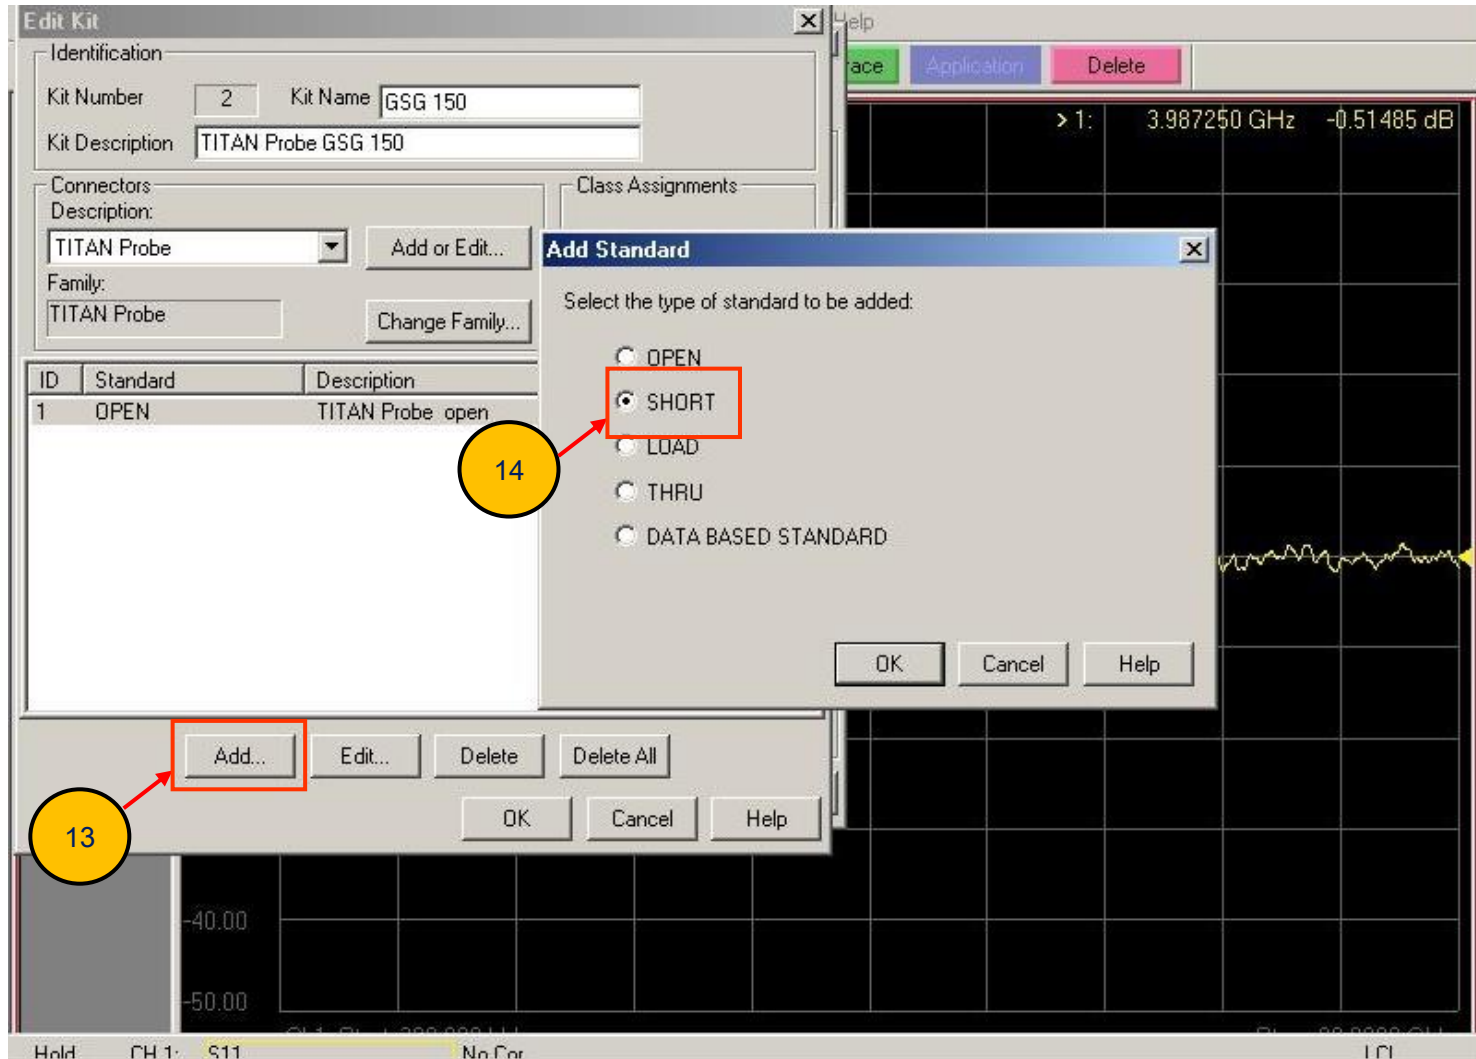 Edit Kit
Help
Identification
Kit Number 2 Kit Name GSG 150
Kit Description TITAN Probe GSG 150
Application Delete
> 1: 3.987250 GHz -0.51485 dB
Connectors
Description:
TITAN Probe Add or Edit...
Family:
TITAN Probe Change Family...
Class Assignments
ID Standard Description
1 OPEN TITAN Probe open
Add Standard
Select the type of standard to be added:
OPEN
SHORT
LOAD
THRU
DATA BASED STANDARD
OK Cancel Help
14
Add... Edit... Delete Delete All
OK Cancel Help
13
-40.00
-50.00
Hold CH 1: S11 No Cor LCL